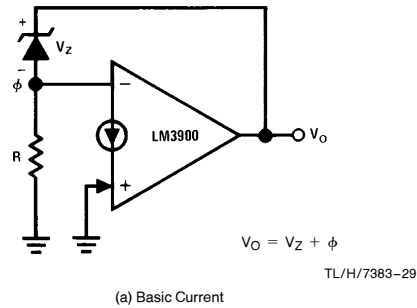 +
Vz
−
ϕ
−
R
LM3900
Vo
+
VO = VZ + ϕ
TL/H/7383–29
(a) Basic Current